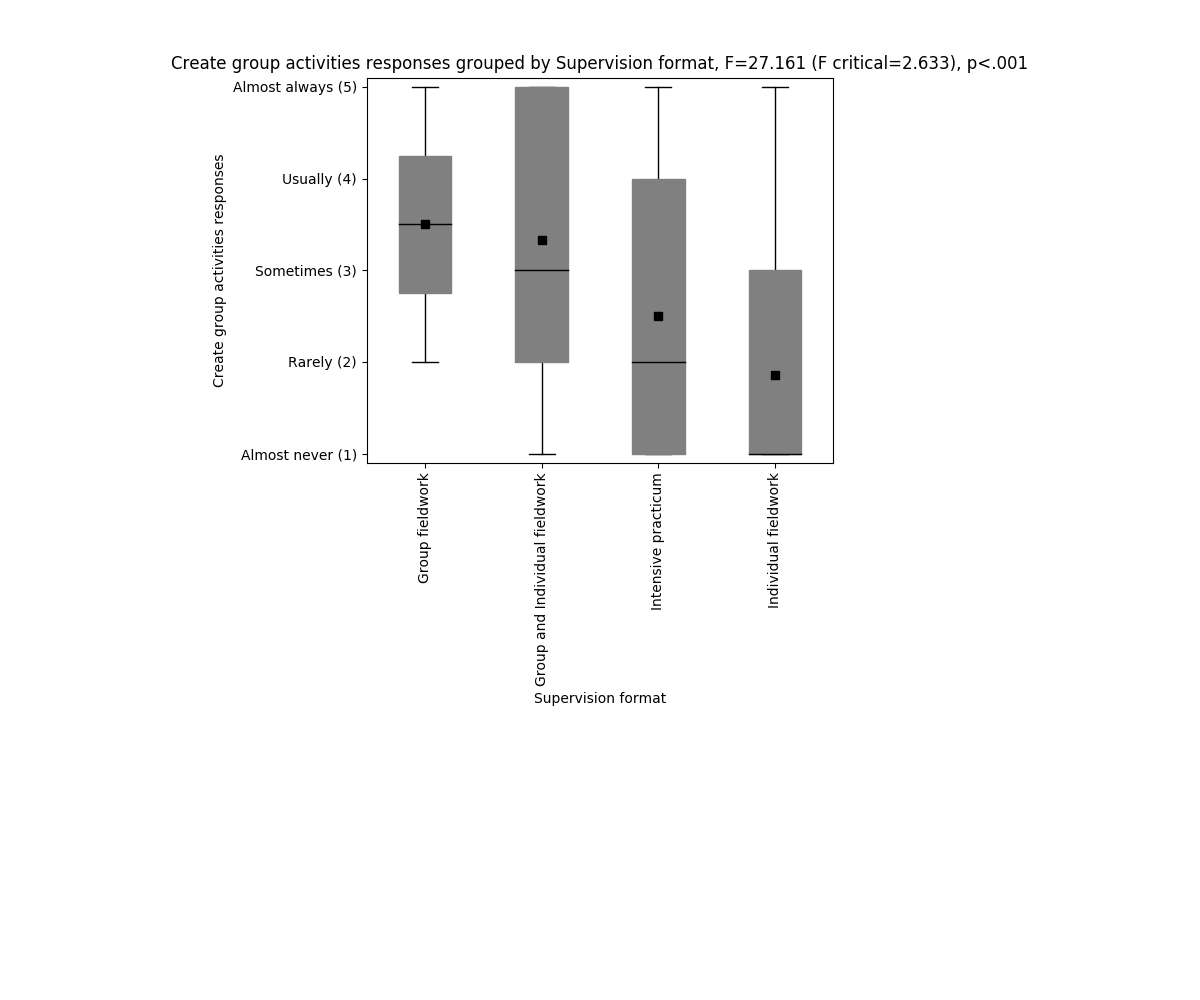 Create group activities responses grouped by Supervision format, F=27.161 (F critical=2.633), p<.001
Create group activities responses
Almost always (5)
Usually (4)
Sometimes (3)
Rarely (2)
Almost never (1)
Group fieldwork
Group and Individual fieldwork
Intensive practicum
Individual fieldwork
Supervision format